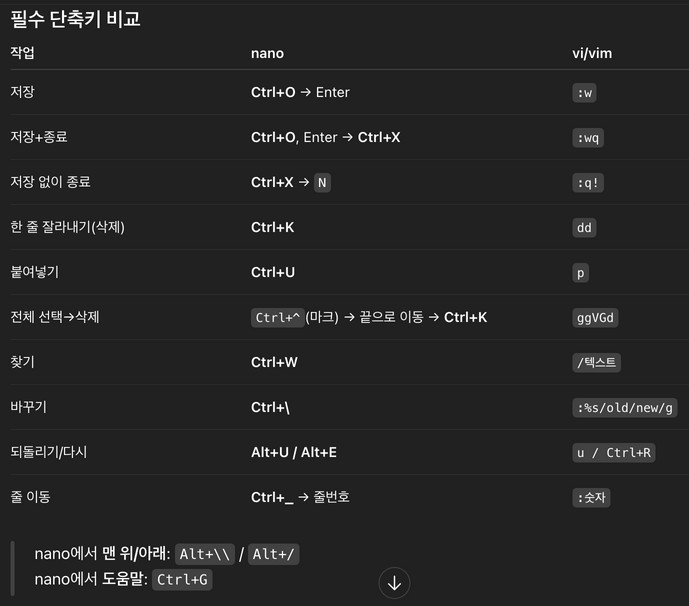 필수 단축키 비교
작업 nano vi/vim
저장 Ctrl+O → Enter :w
저장+종료 Ctrl+O, Enter → Ctrl+X :wq
저장 없이 종료 Ctrl+X → N :q!
한 줄 잘라내기(삭제) Ctrl+K dd
붙여넣기 Ctrl+U p
전체 선택→삭제 Ctrl+^(마크) → 끝으로 이동 → Ctrl+K ggVGd
찾기 Ctrl+W /텍스트
바꾸기 Ctrl+\ :%s/old/new/g
되돌리기/다시 Alt+U / Alt+E u / Ctrl+R
줄 이동 Ctrl+_ → 줄번호 :숫자
nano에서 맨 위/아래: Alt+\\ / Alt+/
nano에서 도움말: Ctrl+G